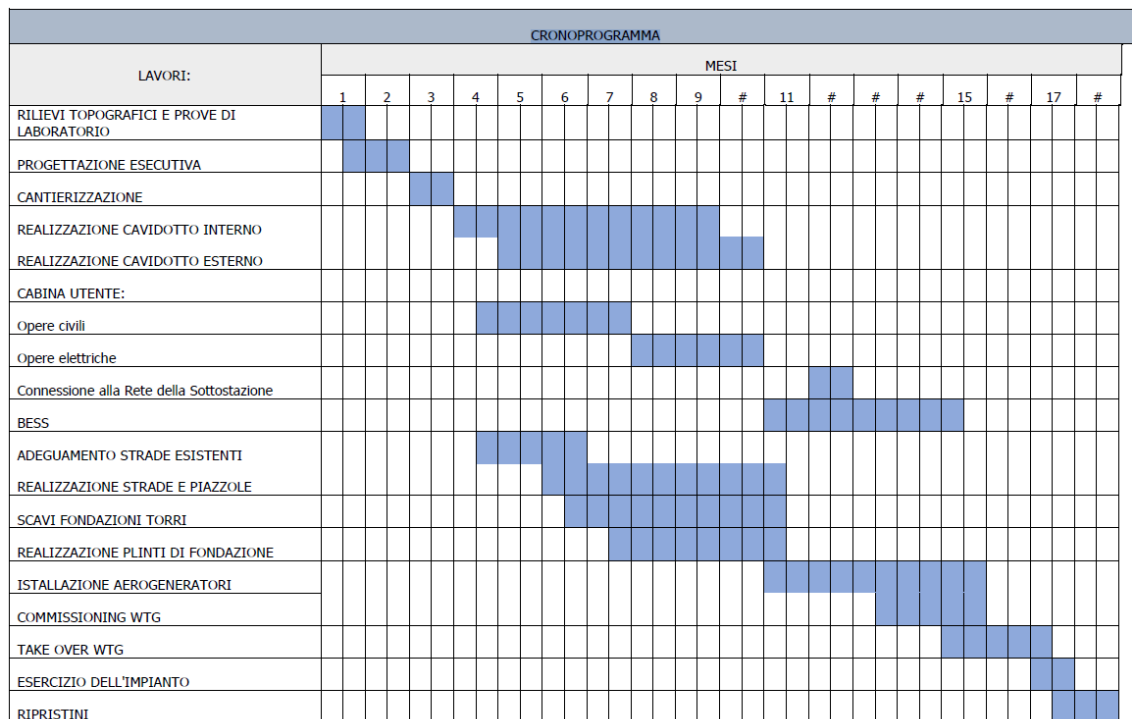 CRONOPROGRAMMA
LAVORI:
MESI
1 2 3 4 5 6 7 8 9 # 11 # # # 15 # 17 #
RILIEVI TOPOGRAFICI E PROVE DI
LABORATORIO
PROGETTAZIONE ESECUTIVA
CANTIERIZZAZIONE
REALIZZAZIONE CAVIDOTTO INTERNO
REALIZZAZIONE CAVIDOTTO ESTERNO
CABINA UTENTE:
Opere civili
Opere elettriche
Connessione alla Rete della Sottostazione
BESS
ADEGUAMENTO STRADE ESISTENTI
REALIZZAZIONE STRADE E PIAZZOLE
SCAVI FONDAZIONI TORRI
REALIZZAZIONE PLINTI DI FONDAZIONE
ISTALLAZIONE AEROGENERATORI
COMMISSIONING WTG
TAKE OVER WTG
ESERCIZIO DELL'IMPIANTO
RIPRISTINI